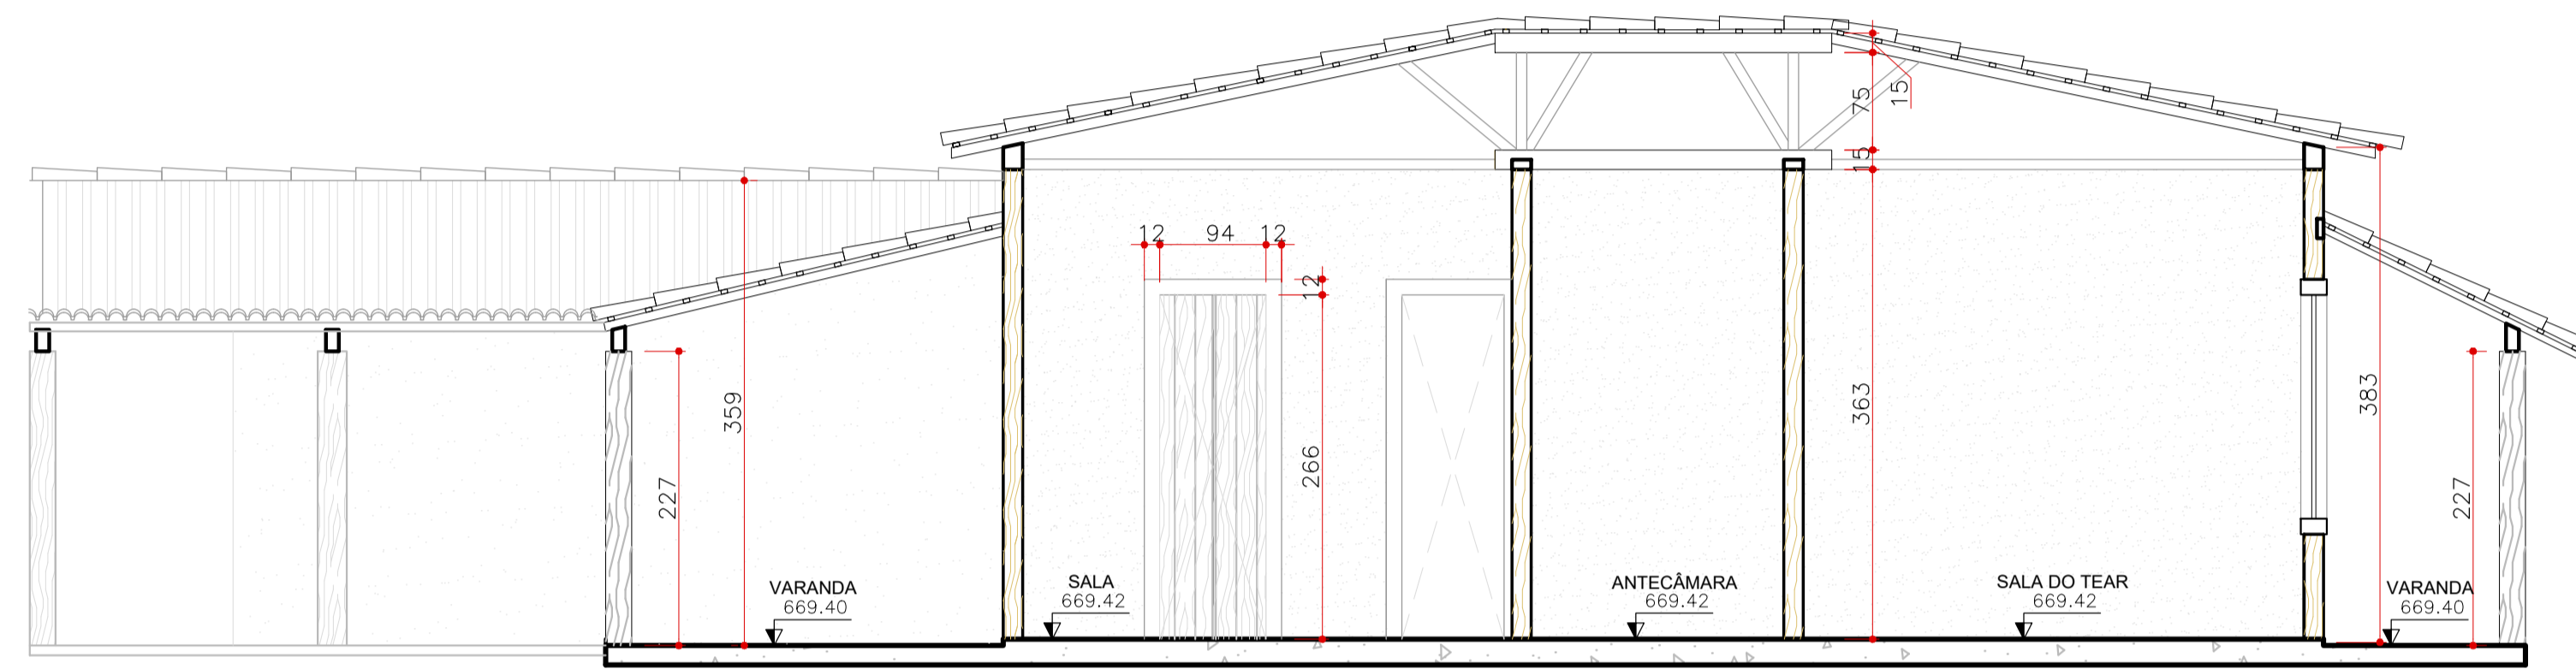 75
15
15
12 94 12
12
359
363
383
266
227
227
VARANDA
669.40
SALA
669.42
ANTECÂMARA
669.42
SALA DO TEAR
669.42
VARANDA
669.40